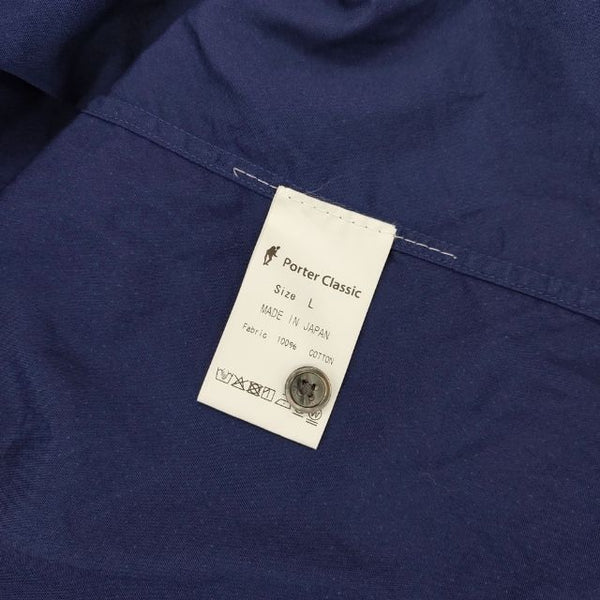 Porter Classic
Size L
MADE IN JAPAN
Fabric 100% COTTON